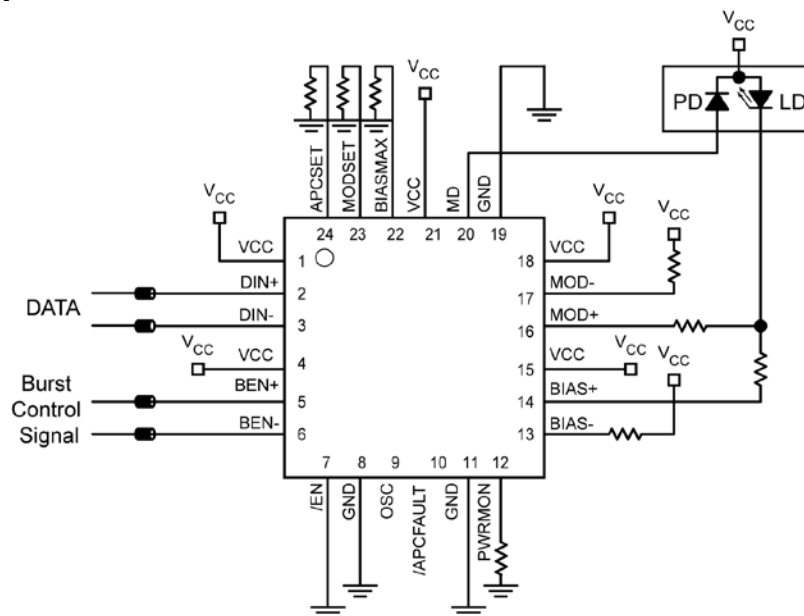 VCC
PD
LD
VCC
APCSET
MODSET
BIASMAX
VCC
MD
GND
24
23
22
21
20
19
VCC
VCC
1
DIN+
2
DATA
DIN-
3
VCC
VCC
4
Burst
Control
Signal
BEN+
5
BEN-
6
VCC
VCC
18
VCC
MOD-
17
MOD+
16
VCC
VCC
15
VCC
BIAS+
14
BIAS-
13
7
8
9
10
11
12
/EN
GND
OSC
/APCFAULT
GND
PWRMON